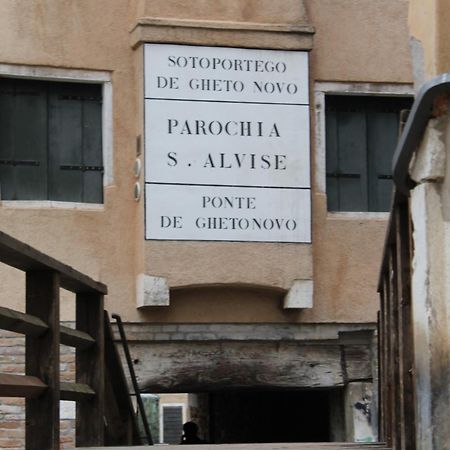 SOTOPORTEGO
DE GHETO NOVO
PAROCHIA
S. ALVISE
PONTE
DE GHETONOVO